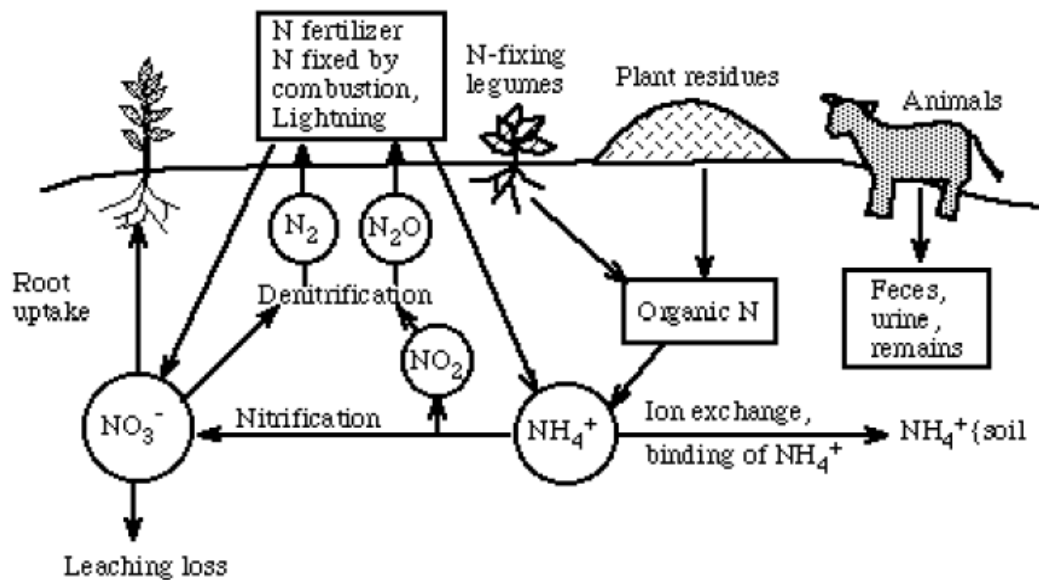 N fertilizer
N fixed by
combustion,
Lightning
N-fixing
legumes
Plant residues
Animals
N₂
N₂O
Root
uptake
Denitrification
Organic N
Feces,
urine,
remains
NO₂
NO₃⁻
Nitrification
NH₄⁺
Ion exchange,
binding of NH₄⁺
NH₄⁺{soil
Leaching loss